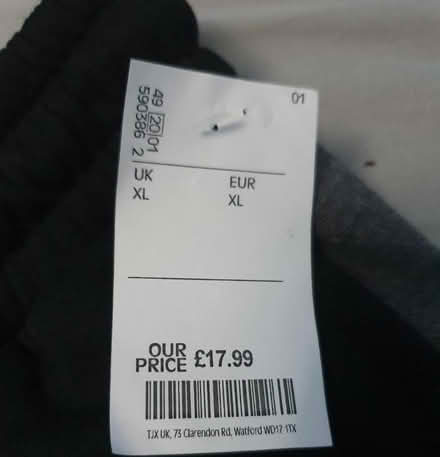 01
49 20 01
590386 2
UK EUR
XL XL
OUR
PRICE £17.99
TJX UK, 73 Clarendon Rd, Watford WD17 1TX